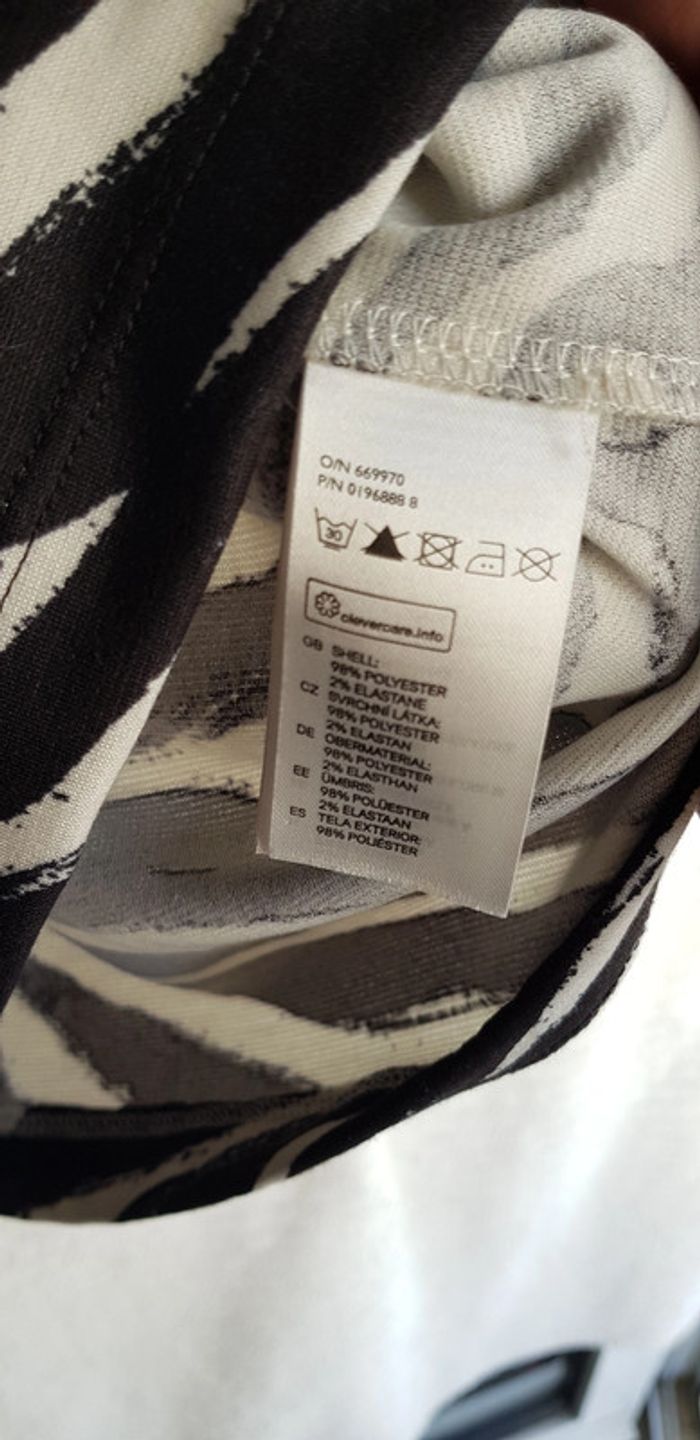 O/N 669970
P/N 0196888 8
30
clevercare.info
GB SHELL:
98% POLYESTER
2% ELASTANE
CZ SVRCHNÍ LÁTKA:
98% POLYESTER
2% ELASTAN
DE OBERMATERIAL:
98% POLYESTER
2% ELASTHAN
EE ÜMBRIS:
98% POLÜESTER
2% ELASTAAN
ES TELA EXTERIOR:
98% POLIÉSTER